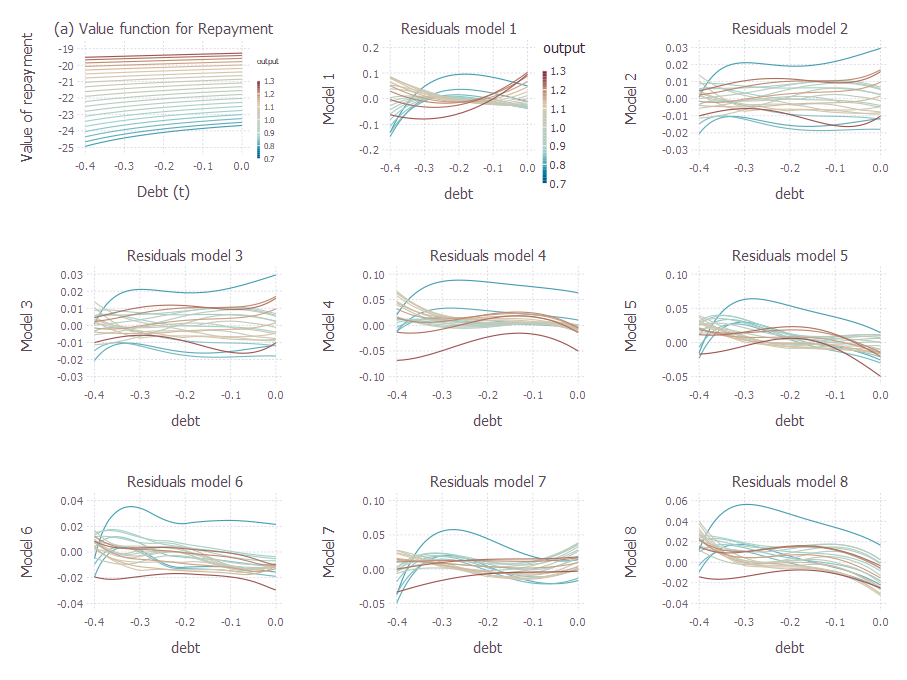 (a) Value function for Repayment
Value of repayment
-19
-20
-21
-22
-23
-24
-25
-0.4 -0.3 -0.2 -0.1 0.0
Debt (t)
output
1.3
1.2
1.1
1.0
0.9
0.8
0.7
Residuals model 1
Model 1
0.2
0.1
0.0
-0.1
-0.2
-0.4 -0.3 -0.2 -0.1 0.0
debt
output
1.3
1.2
1.1
1.0
0.9
0.8
0.7
Residuals model 2
Model 2
0.03
0.02
0.01
0.00
-0.01
-0.02
-0.03
-0.4 -0.3 -0.2 -0.1 0.0
debt
Residuals model 3
Model 3
0.03
0.02
0.01
0.00
-0.01
-0.02
-0.03
-0.4 -0.3 -0.2 -0.1 0.0
debt
Residuals model 4
Model 4
0.10
0.05
0.00
-0.05
-0.10
-0.4 -0.3 -0.2 -0.1 0.0
debt
Residuals model 5
Model 5
0.10
0.05
0.00
-0.05
-0.4 -0.3 -0.2 -0.1 0.0
debt
Residuals model 6
Model 6
0.04
0.02
0.00
-0.02
-0.04
-0.4 -0.3 -0.2 -0.1 0.0
debt
Residuals model 7
Model 7
0.10
0.05
0.00
-0.05
-0.4 -0.3 -0.2 -0.1 0.0
debt
Residuals model 8
Model 8
0.06
0.04
0.02
0.00
-0.02
-0.04
-0.4 -0.3 -0.2 -0.1 0.0
debt